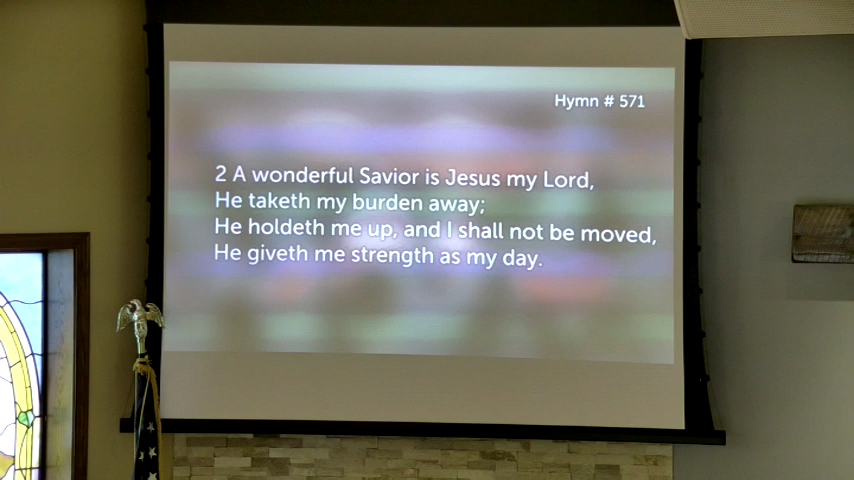 Hymn # 571
2 A wonderful Savior is Jesus my Lord,
He taketh my burden away;
He holdeth me up, and I shall not be moved,
He giveth me strength as my day.